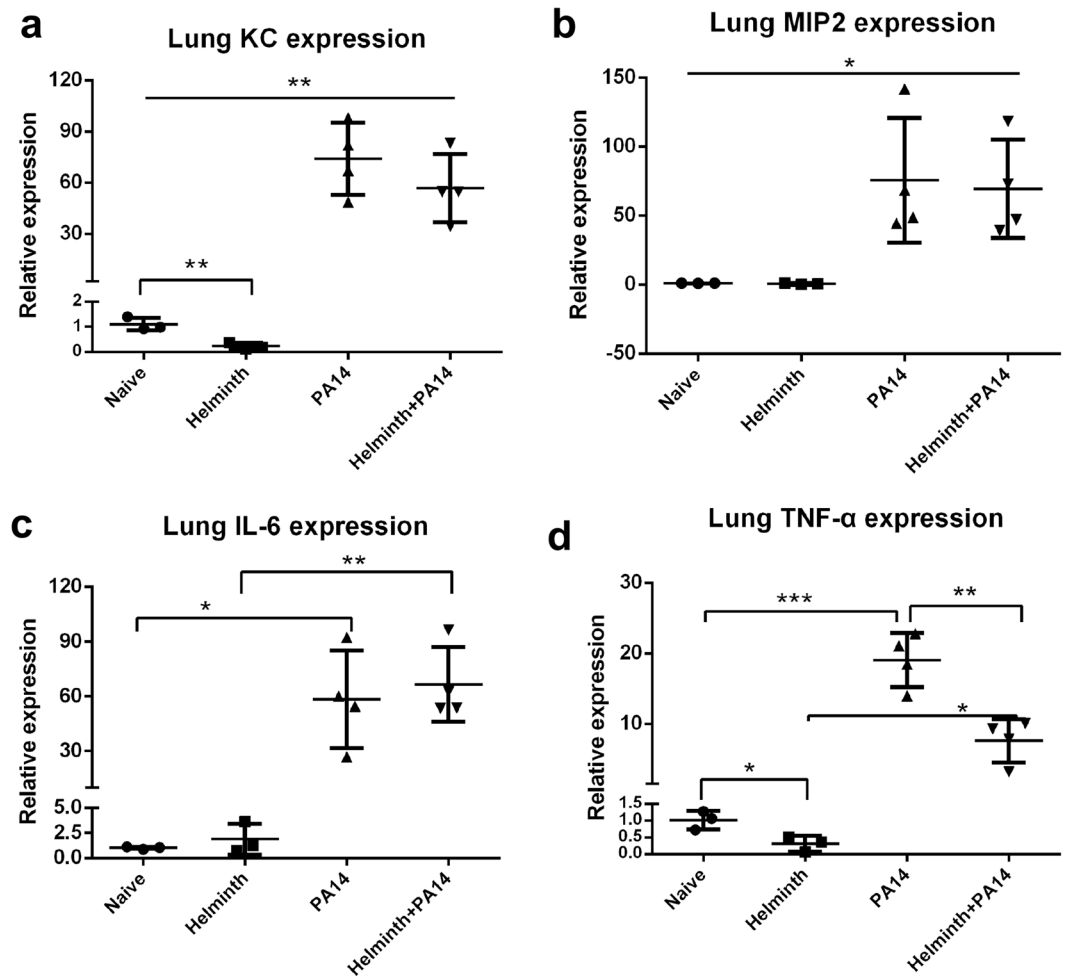 a
Lung KC expression
Relative expression
120
90
60
30
2
1
0
**
**
Naive
Helminth
PA14
Helminth+PA14
b
Lung MIP2 expression
Relative expression
150
100
50
0
-50
*
Naive
Helminth
PA14
Helminth+PA14
c
Lung IL-6 expression
Relative expression
120
90
60
30
5.0
2.5
0.0
**
*
Naive
Helminth
PA14
Helminth+PA14
d
Lung TNF-α expression
Relative expression
30
20
10
1.5
1.0
0.5
0.0
***
**
*
*
Naive
Helminth
PA14
Helminth+PA14